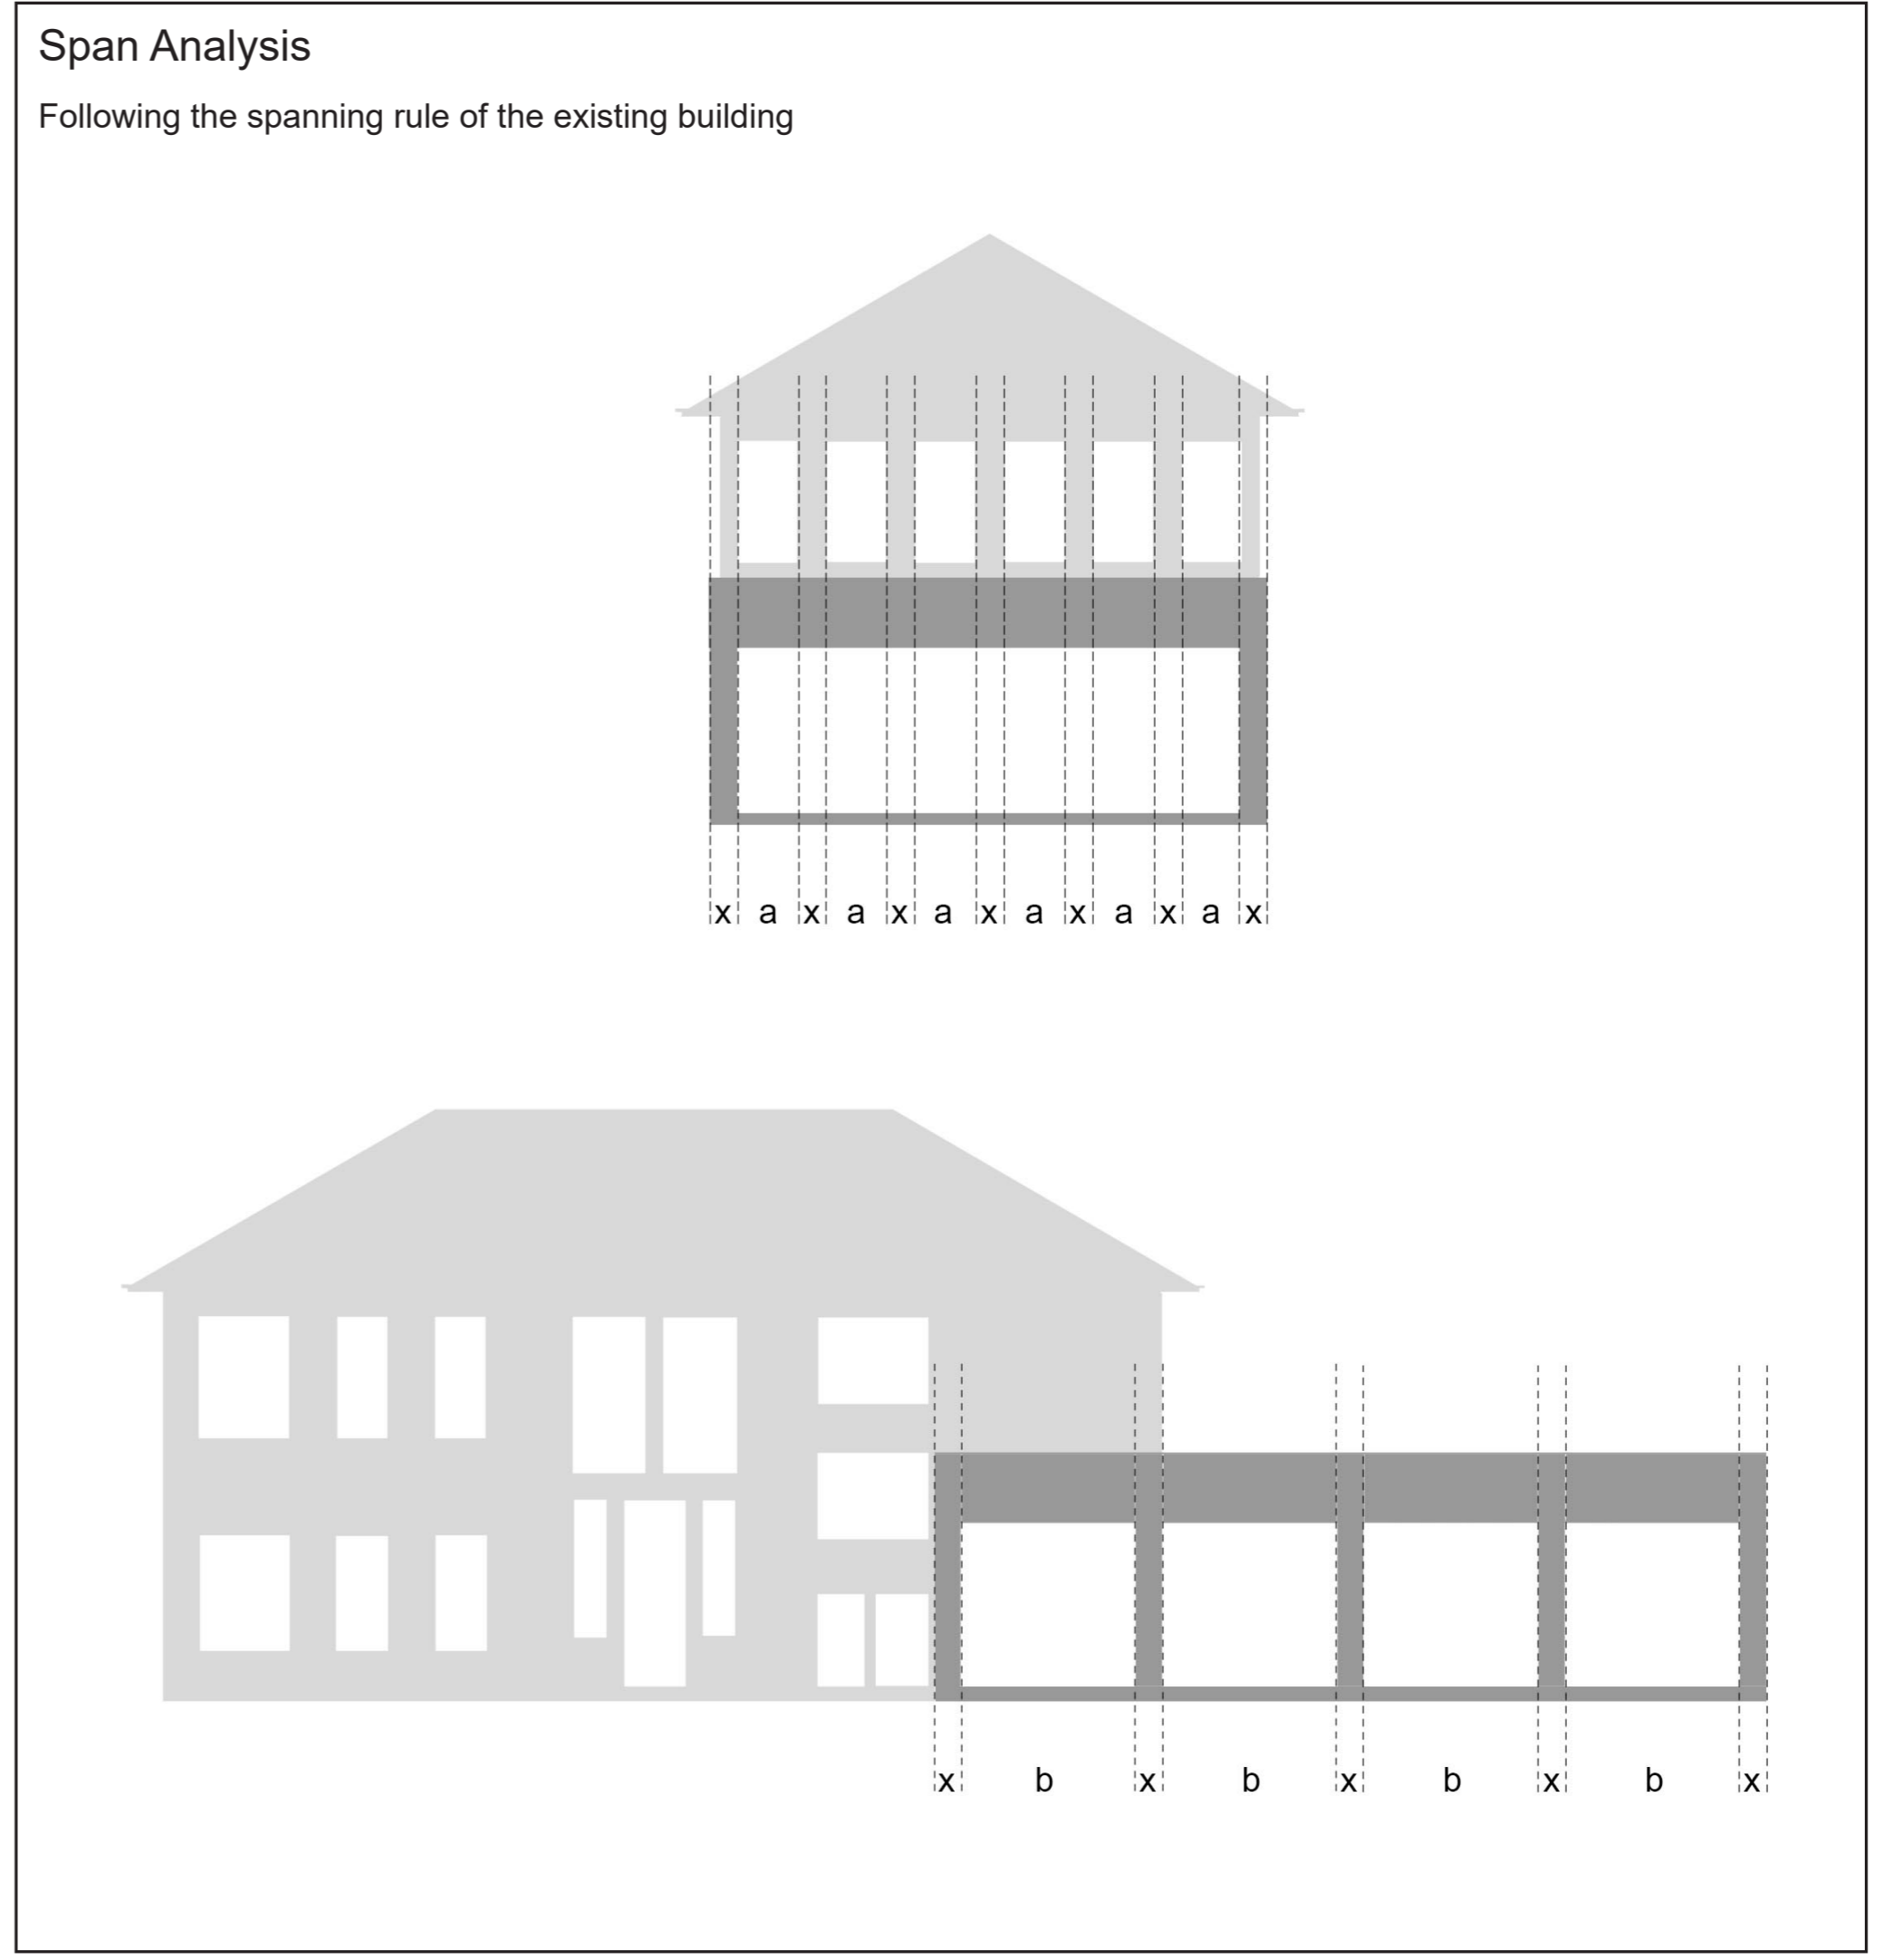 Span Analysis
Following the spanning rule of the existing building
x a x a x a x a x a x a x
x b x b x b x b x